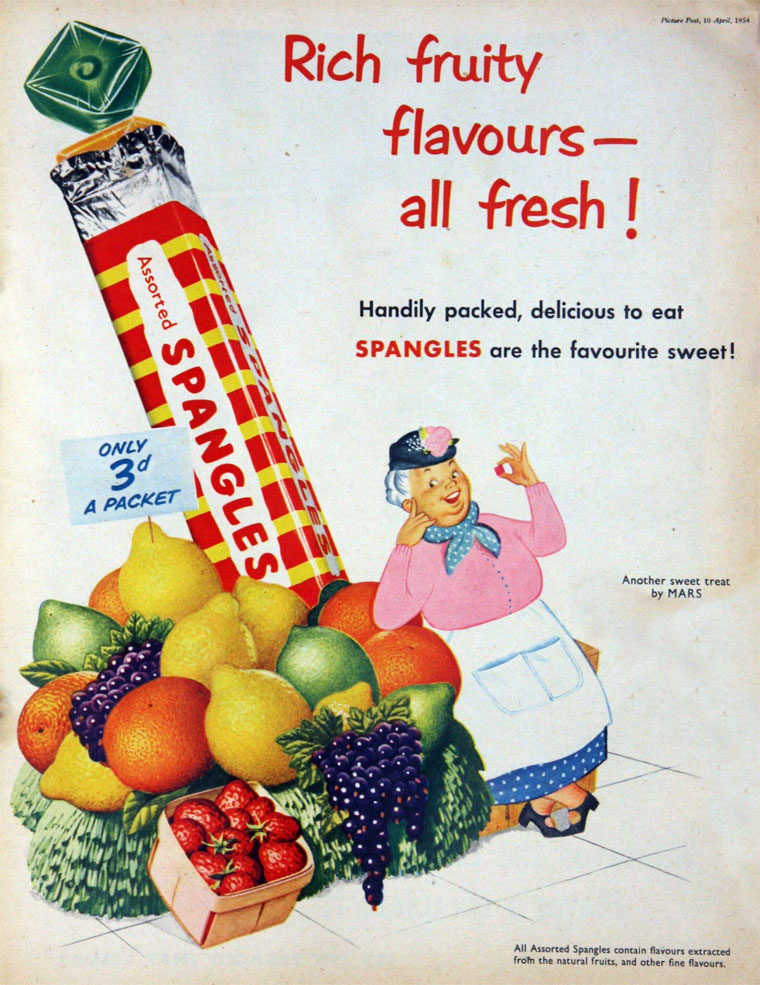 Picture Post, 10 April, 1954
Rich fruity
flavours—
all fresh!
Handily packed, delicious to eat
SPANGLES are the favourite sweet!
Assorted SPANGLES
Assorted SPANGLES
ONLY
3d
A PACKET
Another sweet treat
by MARS
All Assorted Spangles contain flavours extracted
from the natural fruits, and other fine flavours.